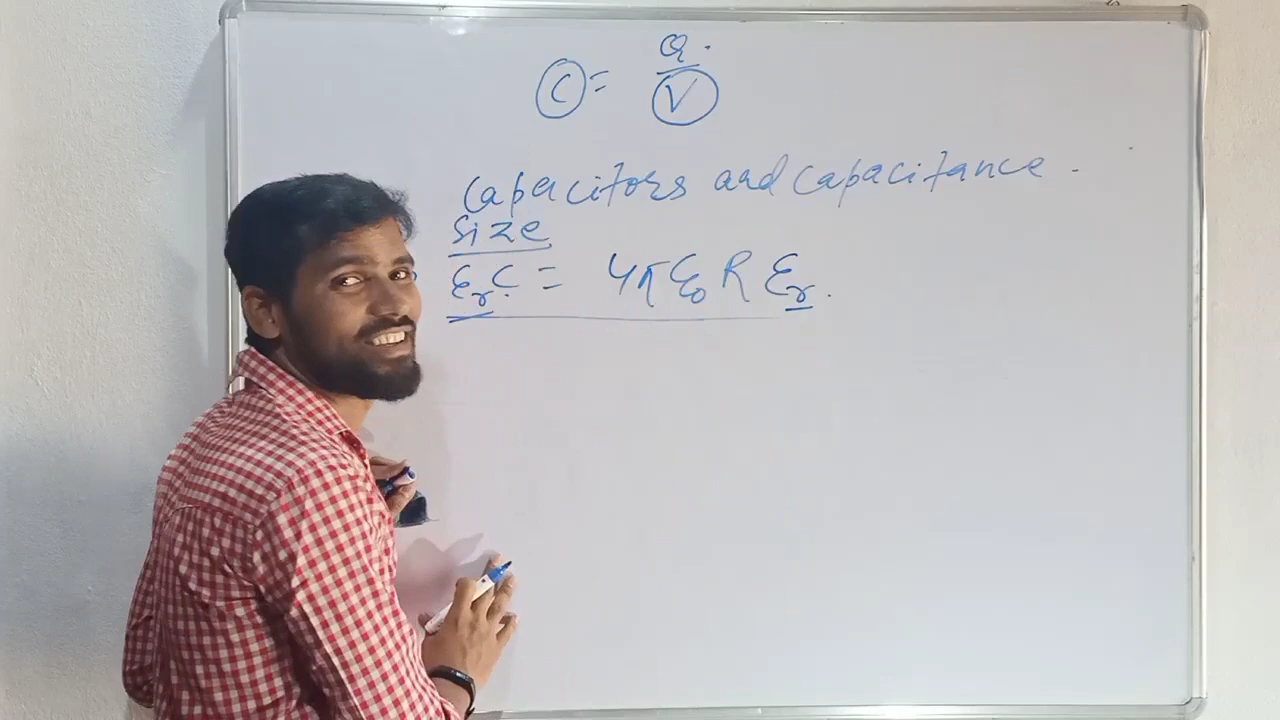 C = Q/V
Capacitors and capacitance.
Size
εᵣC = 4πε₀Rεᵣ.